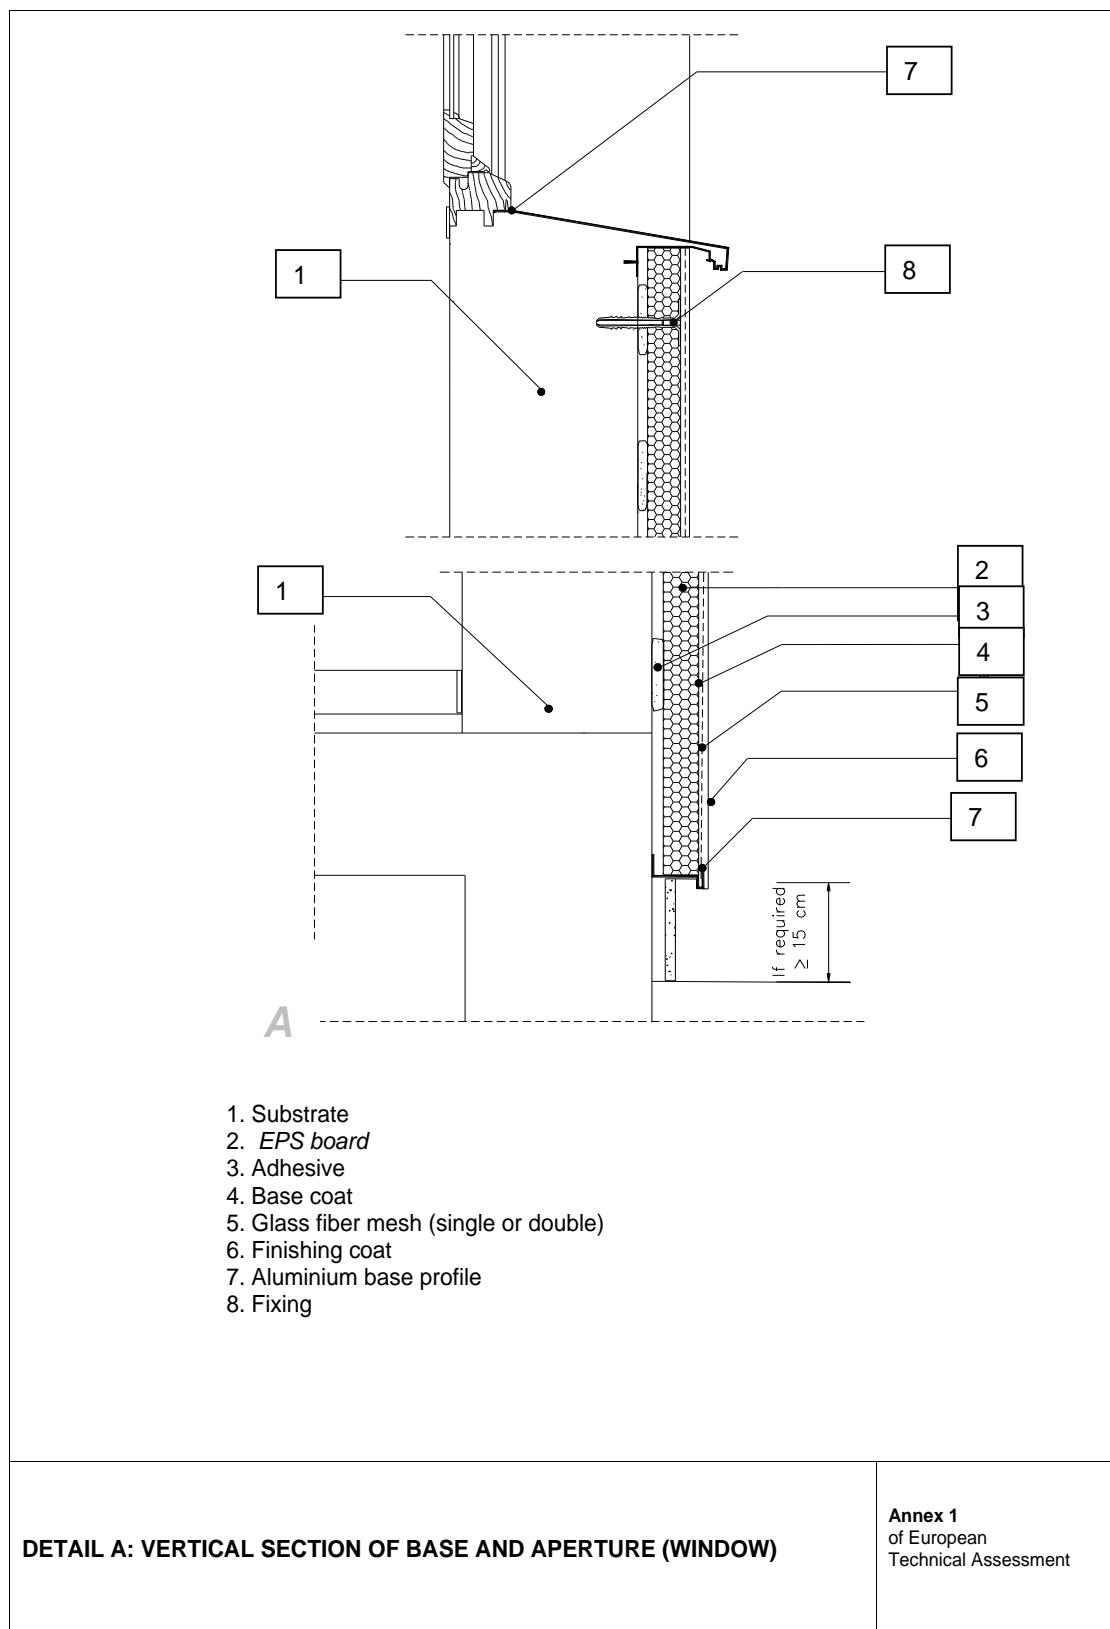 7
1
8
1
2
3
4
5
6
7
If required
≥ 15 cm
A
1. Substrate
2. EPS board
3. Adhesive
4. Base coat
5. Glass fiber mesh (single or double)
6. Finishing coat
7. Aluminium base profile
8. Fixing
DETAIL A: VERTICAL SECTION OF BASE AND APERTURE (WINDOW)
Annex 1
of European
Technical Assessment